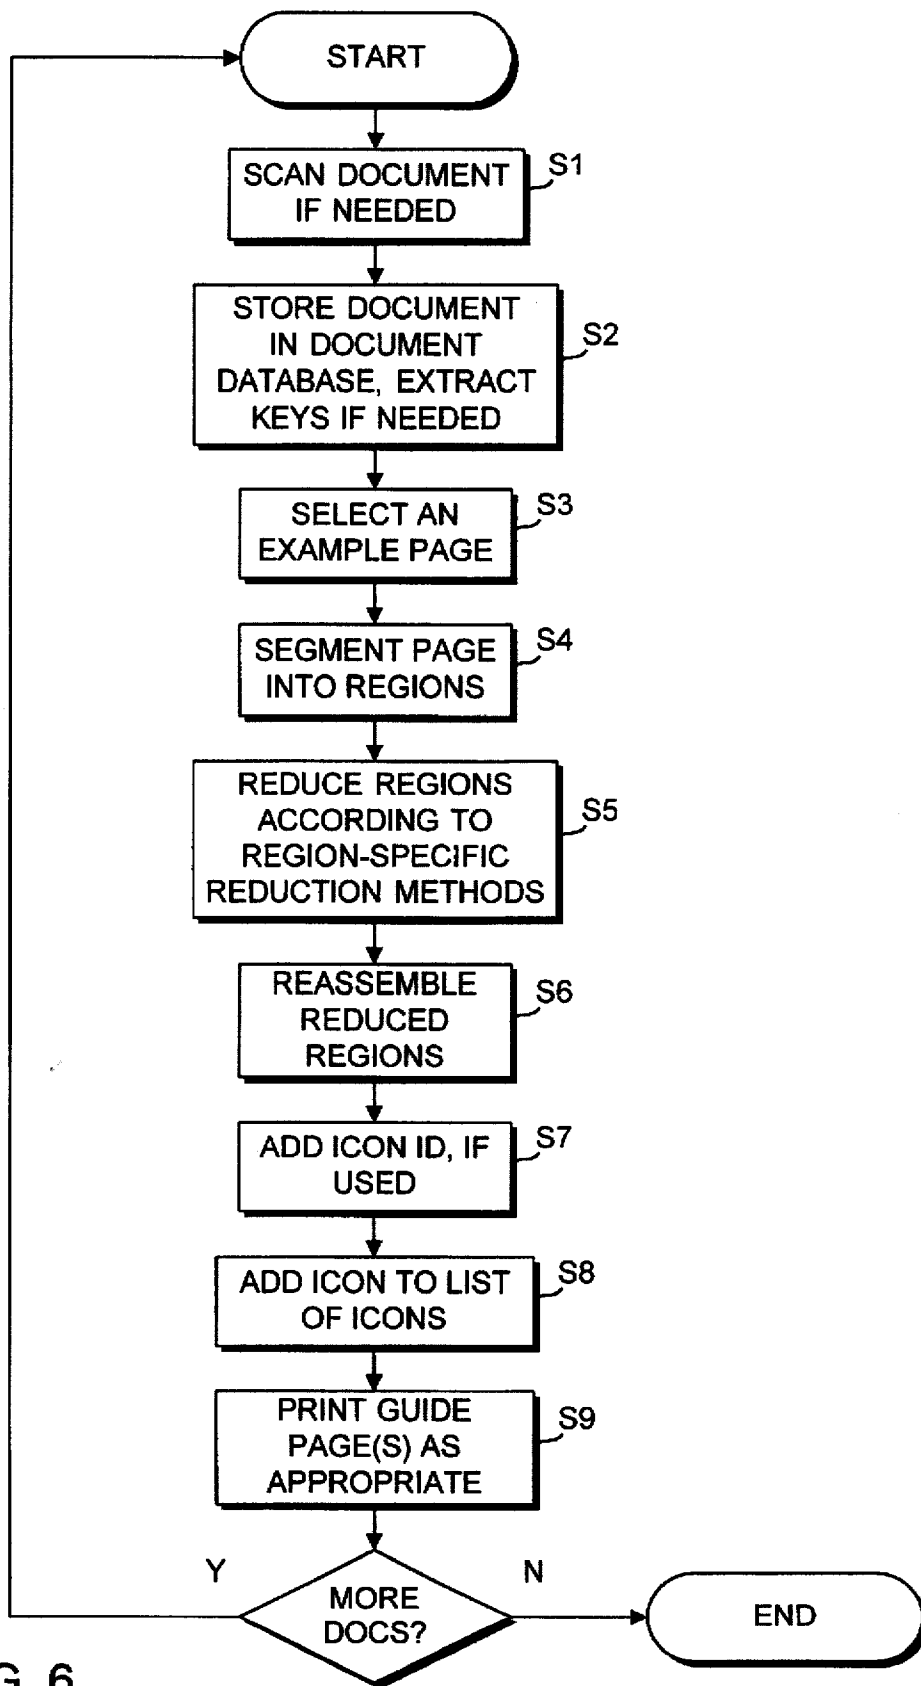 START
SCAN DOCUMENT
IF NEEDED
S1
STORE DOCUMENT
IN DOCUMENT
DATABASE, EXTRACT
KEYS IF NEEDED
S2
SELECT AN
EXAMPLE PAGE
S3
SEGMENT PAGE
INTO REGIONS
S4
REDUCE REGIONS
ACCORDING TO
REGION-SPECIFIC
REDUCTION METHODS
S5
REASSEMBLE
REDUCED
REGIONS
S6
ADD ICON ID, IF
USED
S7
ADD ICON TO LIST
OF ICONS
S8
PRINT GUIDE
PAGE(S) AS
APPROPRIATE
S9
Y
N
MORE
DOCS?
END
G. 6